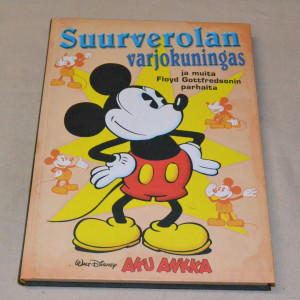 Suurverolan
varjokuningas
ja muita
Floyd Gottfredsonin
parhaita
Walt Disney AKU ANKKA